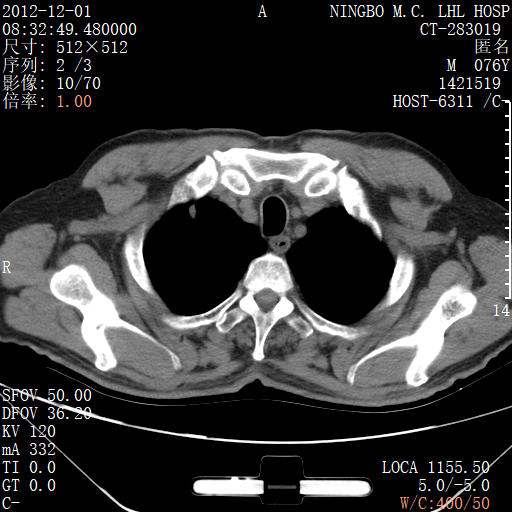 2012-12-01
A
NINGBO M.C. LHL HOSP
08:32:49.480000
CT-283019
尺寸: 512×512
匿名
序列: 2 /3
M 076Y
影像: 10/70
1421519
倍率: 1.00
HOST-6311 /C-
R
14
SFOV 50.00
DFOV 36.20
KV 120
mA 332
TI 0.0
LOCA 1155.50
GT 0.0
5.0/-5.0
C-
W/C:400/50